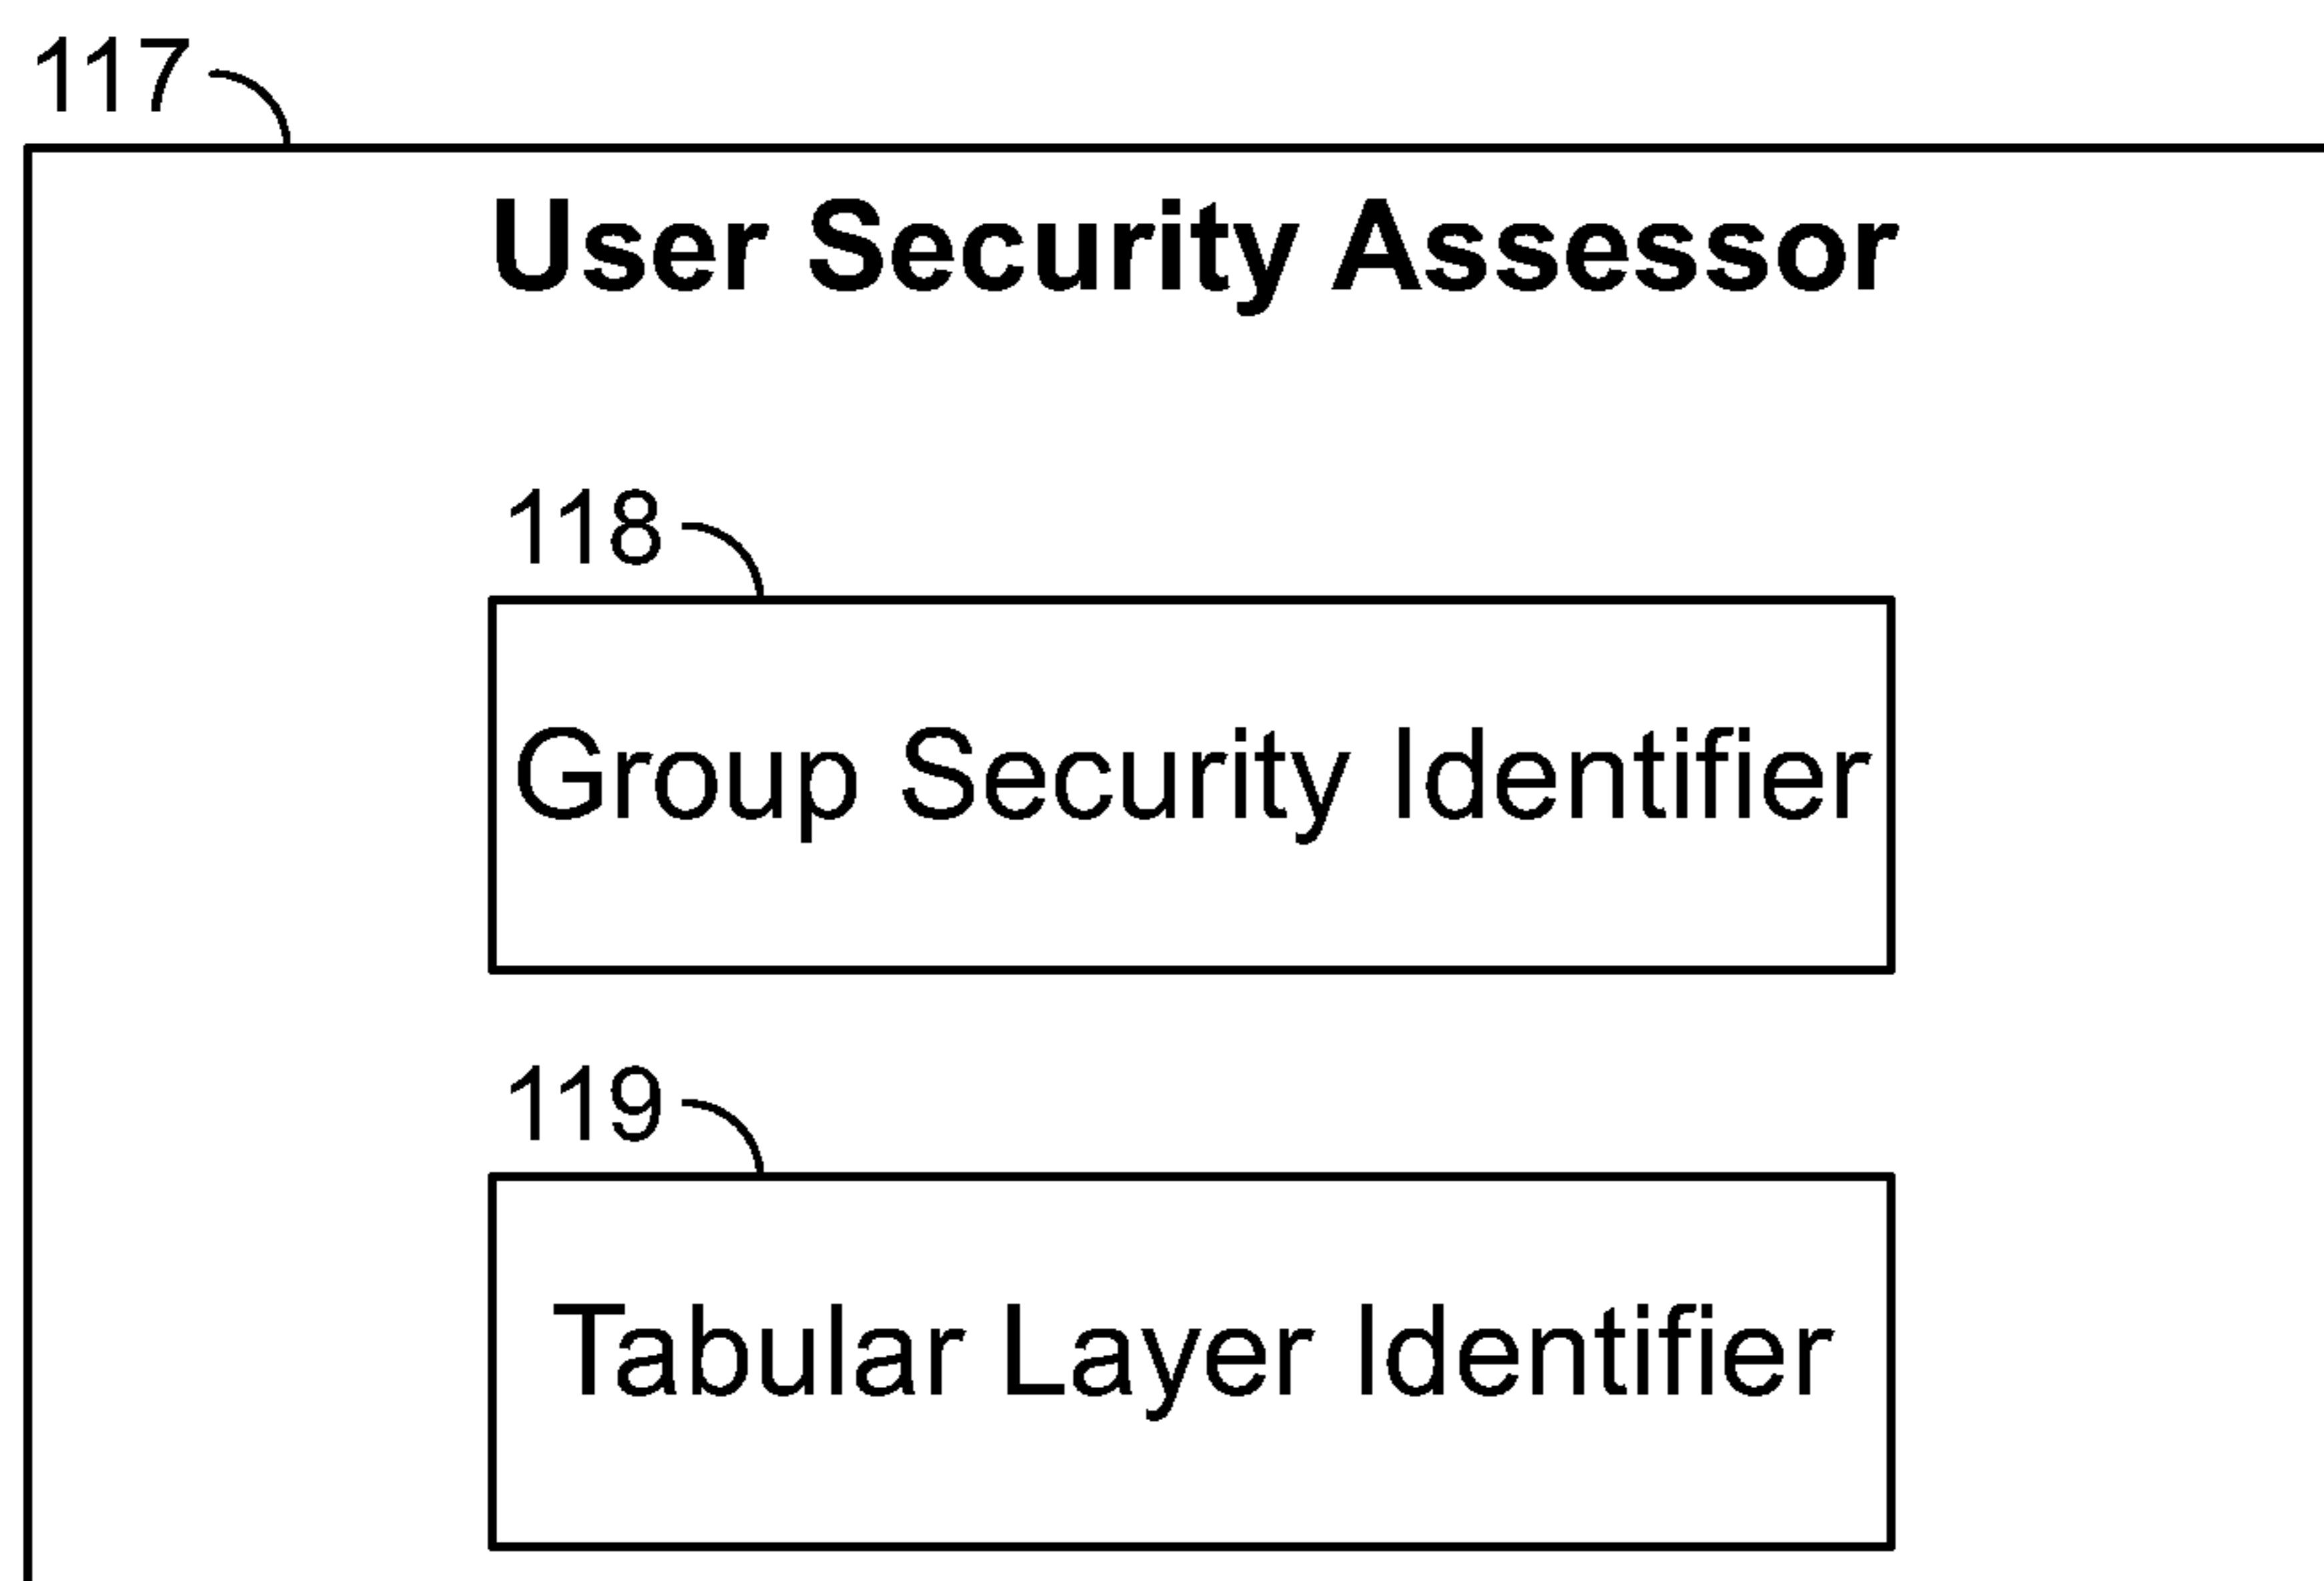 117
User Security Assessor
118
Group Security Identifier
119
Tabular Layer Identifier